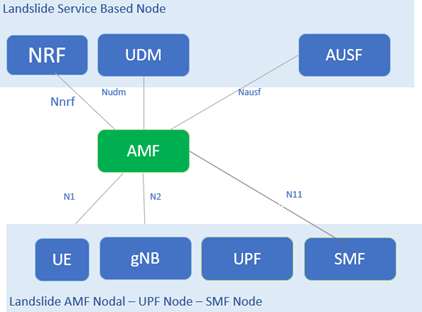 Landslide Service Based Node
NRF
UDM
AUSF
Nnrf
Nudm
Nausf
AMF
N1
N2
N11
UE
gNB
UPF
SMF
Landslide AMF Nodal – UPF Node – SMF Node